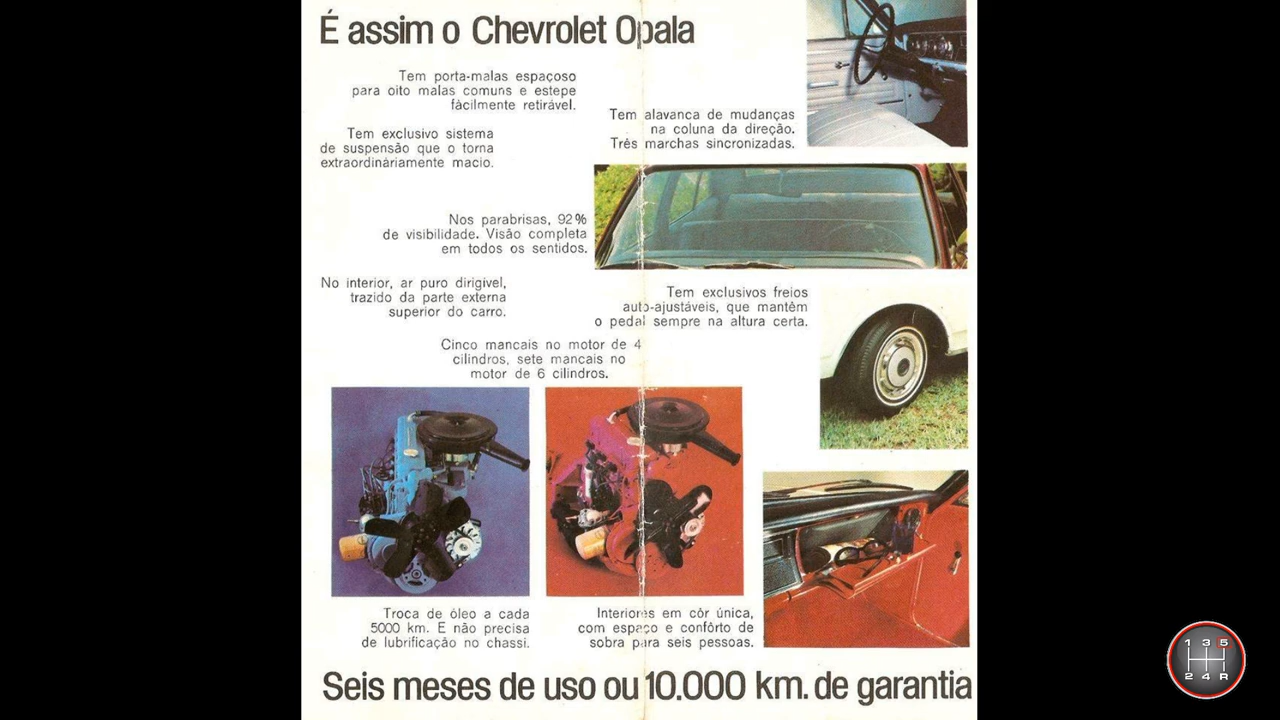 É assim o Chevrolet Opala
Tem porta-malas espaçoso
para oito malas comuns e estepe
fàcilmente retirável.
Tem alavanca de mudanças
na coluna da direção.
Três marchas sincronizadas.
Tem exclusivo sistema
de suspensão que o torna
extraordinàriamente macio.
Nos parabrisas, 92%
de visibilidade. Visão completa
em todos os sentidos.
No interior, ar puro dirigível,
trazido da parte externa
superior do carro.
Tem exclusivos freios
auto-ajustáveis, que mantêm
o pedal sempre na altura certa.
Cinco mancais no motor de 4
cilindros, sete mancais no
motor de 6 cilindros.
Troca de óleo a cada
5000 km. E não precisa
de lubrificação no chassi.
Interiores em côr única,
com espaço e confôrto de
sobra para seis pessoas.
Seis meses de uso ou 10.000 km. de garantia
1 3 5
2 4 R